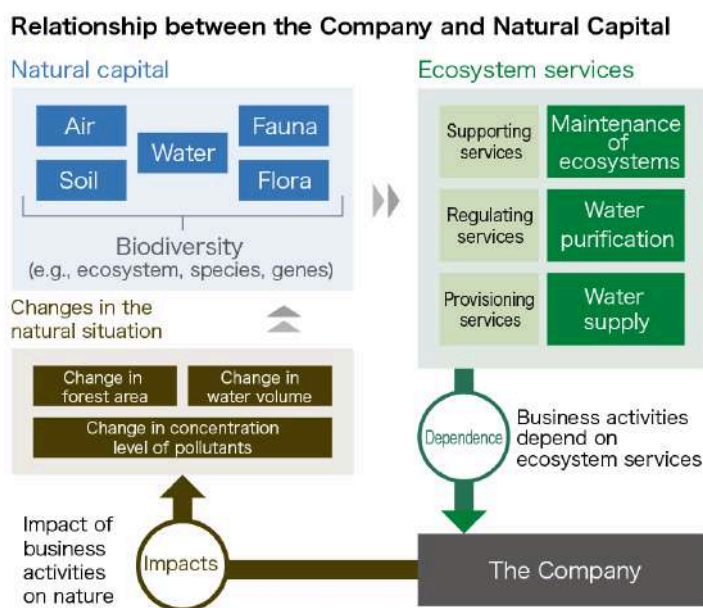 Relationship between the Company and Natural Capital
Natural capital
Air
Water
Fauna
Soil
Flora
Biodiversity
(e.g., ecosystem, species, genes)
Ecosystem services
Supporting
services
Maintenance
of
ecosystems
Regulating
services
Water
purification
Provisioning
services
Water
supply
Changes in the
natural situation
Change in
forest area
Change in
water volume
Change in concentration
level of pollutants
Dependence
Business activities
depend on
ecosystem services
Impact of
business
activities
on nature
Impacts
The Company